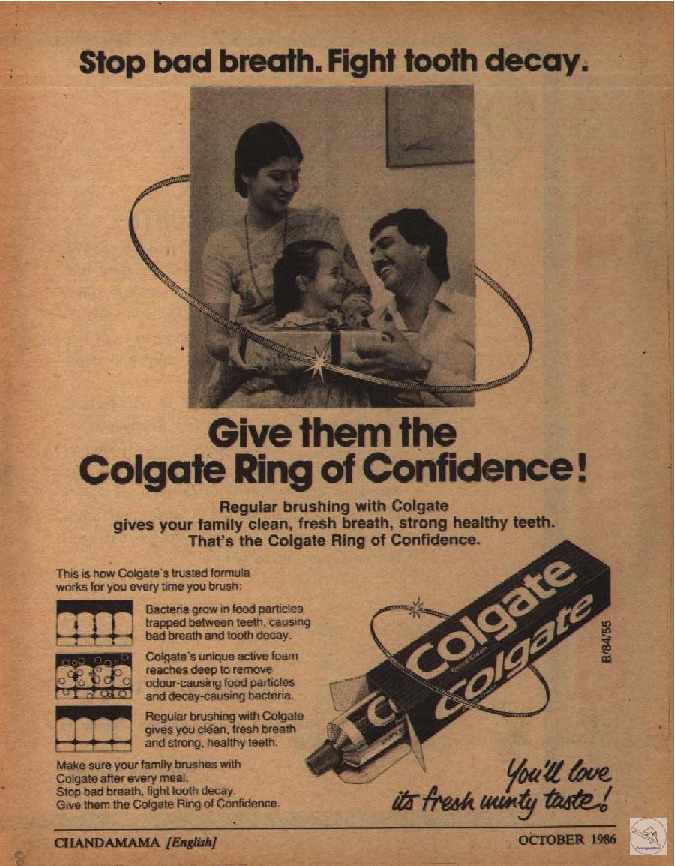 Stop bad breath. Fight tooth decay.
Give them the
Colgate Ring of Confidence!
Regular brushing with Colgate
gives your family clean, fresh breath, strong healthy teeth.
That's the Colgate Ring of Confidence.
This is how Colgate's trusted formula
works for you every time you brush:
Bacteria grow in food particles
trapped between teeth, causing
bad breath and tooth decay.
Colgate's unique active foam
reaches deep to remove
odour-causing food particles
and decay-causing bacteria.
Regular brushing with Colgate
gives you clean, fresh breath
and strong, healthy teeth.
Make sure your family brushes with
Colgate after every meal.
Stop bad breath, fight tooth decay.
Give them the Colgate Ring of Confidence.
Colgate
Colgate
C
You'll love
its fresh minty taste!
CHANDAMAMA [English]
OCTOBER 1986
8